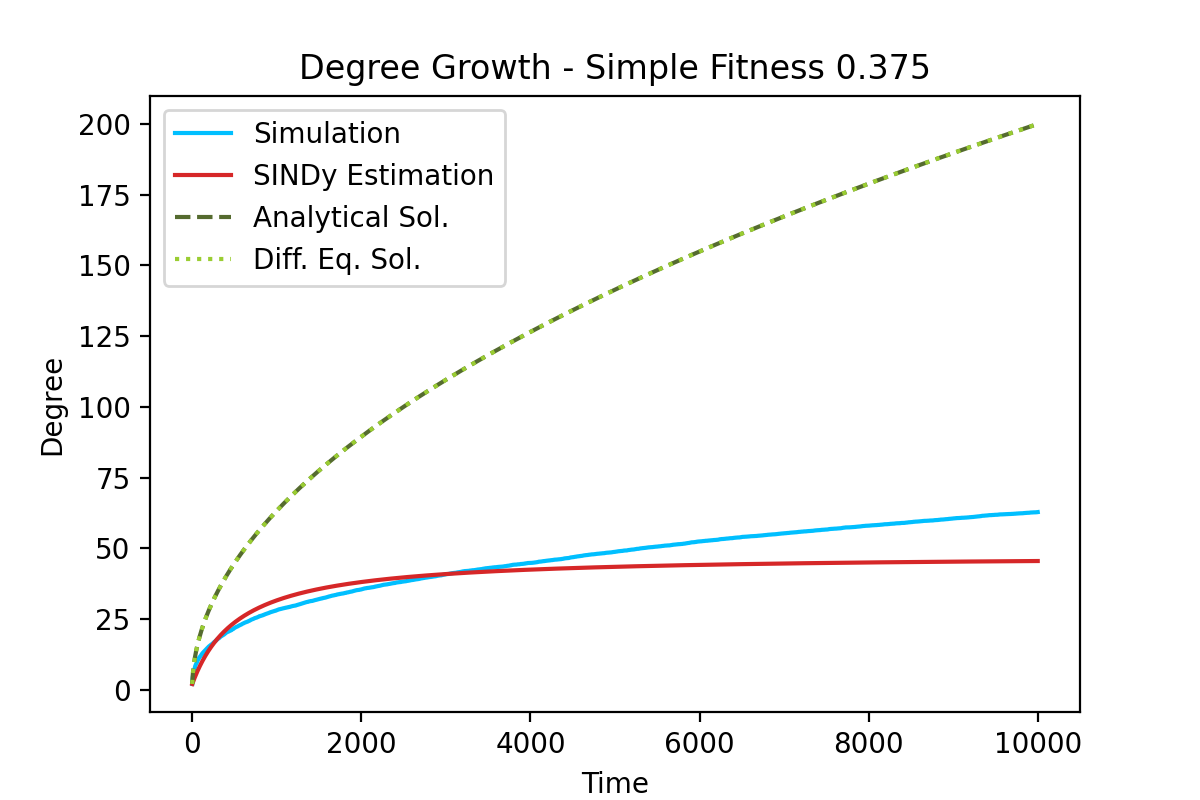 Degree Growth - Simple Fitness 0.375
Simulation
SINDy Estimation
Analytical Sol.
Diff. Eq. Sol.
Degree
200
175
150
125
100
75
50
25
0
0 2000 4000 6000 8000 10000
Time